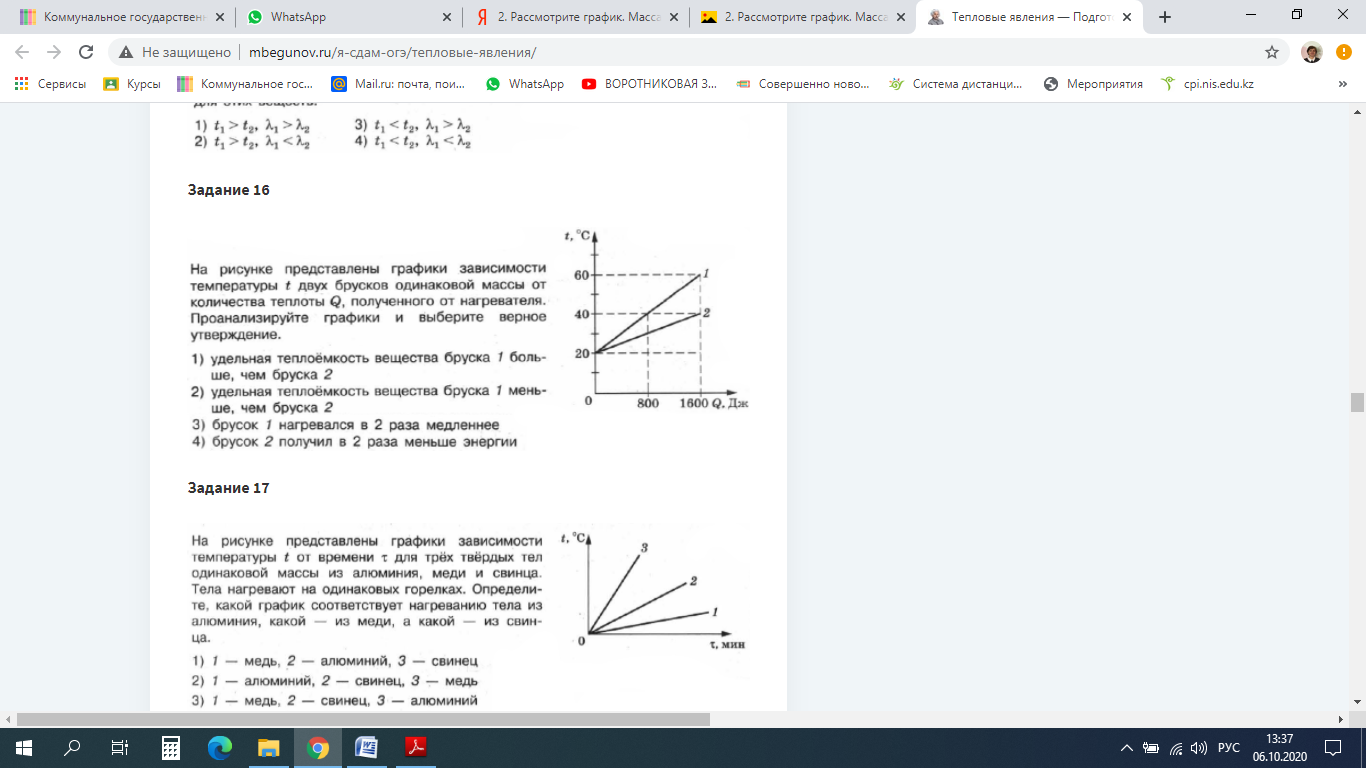 Коммунальное государственн
WhatsApp
2. Рассмотрите график. Масса
2. Рассмотрите график. Масса
Тепловые явления — Подгото
Не защищено
mbegunov.ru/я-сдам-огэ/тепловые-явления/
Сервисы
Курсы
Коммунальное гос...
Mail.ru: почта, пои...
WhatsApp
ВОРОТНИКОВАЯ З...
Совершенно ново...
Система дистанци...
Мероприятия
cpi.nis.edu.kz
для этих веществ.
1) t₁ > t₂, λ₁ > λ₂
3) t₁ < t₂, λ₁ > λ₂
2) t₁ > t₂, λ₁ < λ₂
4) t₁ < t₂, λ₁ < λ₂
Задание 16
На рисунке представлены графики зависимости
температуры t двух брусков одинаковой массы от
количества теплоты Q, полученного от нагревателя.
Проанализируйте графики и выберите верное
утверждение.
1) удельная теплоёмкость вещества бруска 1 боль-
ше, чем бруска 2
2) удельная теплоёмкость вещества бруска 1 мень-
ше, чем бруска 2
3) брусок 1 нагревался в 2 раза медленнее
4) брусок 2 получил в 2 раза меньше энергии
t, °C
60
40
20
0
800
1600 Q, Дж
1
2
Задание 17
На рисунке представлены графики зависимости
температуры t от времени τ для трёх твёрдых тел
одинаковой массы из алюминия, меди и свинца.
Тела нагревают на одинаковых горелках. Определи-
те, какой график соответствует нагреванию тела из
алюминия, какой — из меди, а какой — из свин-
ца.
1) 1 — медь, 2 — алюминий, 3 — свинец
2) 1 — алюминий, 2 — свинец, 3 — медь
3) 1 — медь, 2 — свинец, 3 — алюминий
t, °C
3
2
1
0
τ, мин
РУС
13:37
06.10.2020